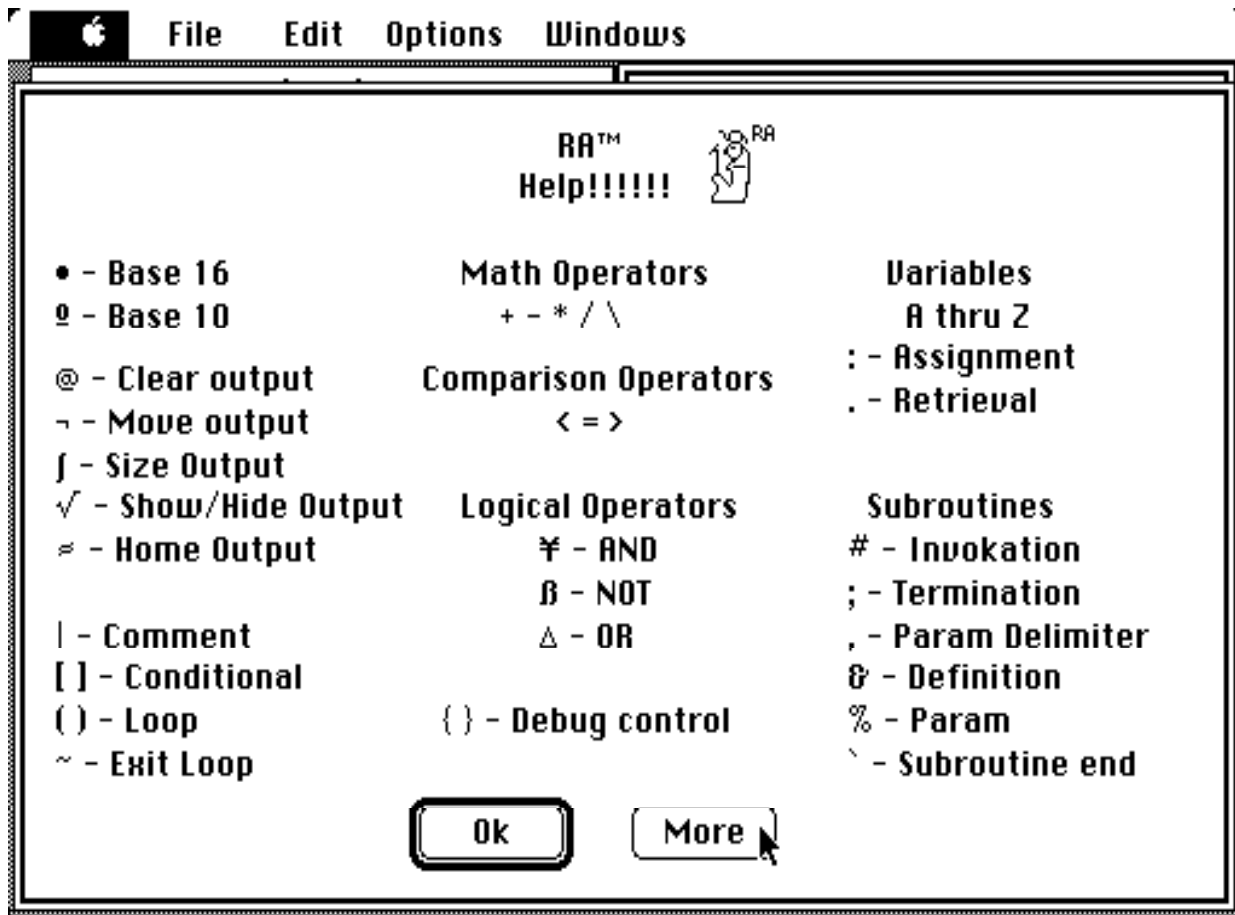 File Edit Options Windows
RA™
RA
Help!!!!!!
• - Base 16
º - Base 10
@ - Clear output
¬ - Move output
∫ - Size Output
√ - Show/Hide Output
≈ - Home Output
| - Comment
[ ] - Conditional
( ) - Loop
~ - Exit Loop
Math Operators
+ - * / \
Comparison Operators
< = >
Logical Operators
¥ - AND
ß - NOT
∆ - OR
{ } - Debug control
Variables
A thru Z
: - Assignment
. - Retrieval
Subroutines
# - Invokation
; - Termination
, - Param Delimiter
& - Definition
% - Param
` - Subroutine end
Ok More